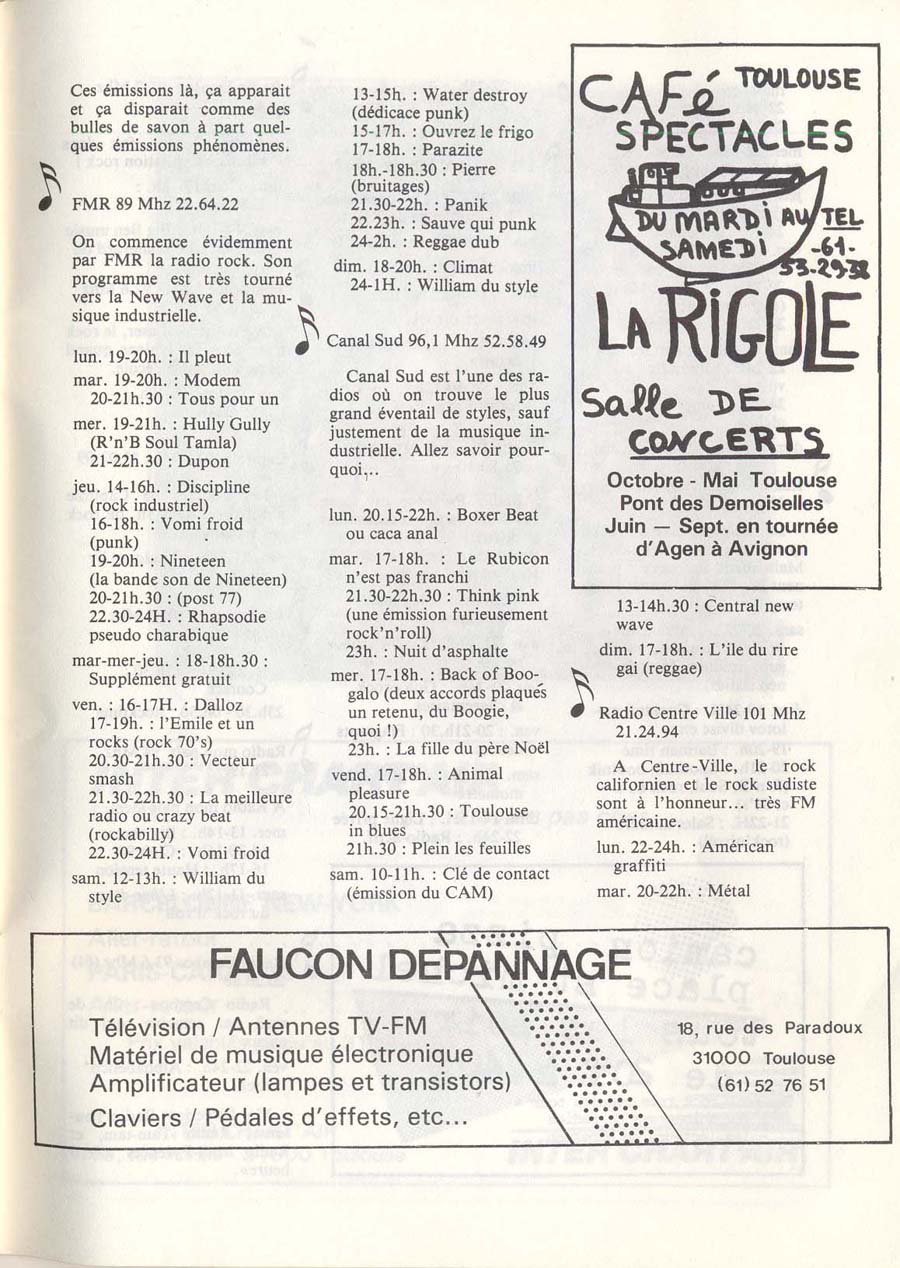 Ces émissions là, ça apparait
et ça disparait comme des
bulles de savon à part quel-
ques émissions phénomènes.
FMR 89 Mhz 22.64.22
On commence évidemment
par FMR la radio rock. Son
programme est très tourné
vers la New Wave et la mu-
sique industrielle.
lun. 19-20h. : Il pleut
mar. 19-20h. : Modem
20-21h.30 : Tous pour un
mer. 19-21h. : Hully Gully
(R'n'B Soul Tamla)
21-22h.30 : Dupon
jeu. 14-16h. : Discipline
(rock industriel)
16-18h. : Vomi froid
(punk)
19-20h. : Nineteen
(la bande son de Nineteen)
20-21h.30 : (post 77)
22.30-24H. : Rhapsodie
pseudo charabique
mar-mer-jeu. : 18-18h.30 :
Supplément gratuit
ven. : 16-17H. : Dalloz
17-19h. : l'Emile et un
rocks (rock 70's)
20.30-21h.30 : Vecteur
smash
21.30-22h.30 : La meilleure
radio ou crazy beat
(rockabilly)
22.30-24H. : Vomi froid
sam. 12-13h. : William du
style
13-15h. : Water destroy
(dédicace punk)
15-17h. : Ouvrez le frigo
17-18h. : Parazite
18h.-18h.30 : Pierre
(bruitages)
21.30-22h. : Panik
22.23h. : Sauve qui punk
24-2h. : Reggae dub
dim. 18-20h. : Climat
24-1H. : William du style
Canal Sud 96,1 Mhz 52.58.49
Canal Sud est l'une des ra-
dios où on trouve le plus
grand éventail de styles, sauf
justement de la musique in-
dustrielle. Allez savoir pour-
quoi...
lun. 20.15-22h. : Boxer Beat
ou caca anal
mar. 17-18h. : Le Rubicon
n'est pas franchi
21.30-22h.30 : Think pink
(une émission furieusement
rock'n'roll)
23h. : Nuit d'asphalte
mer. 17-18h. : Back of Boo-
galo (deux accords plaqués
un retenu, du Boogie,
quoi !)
23h. : La fille du père Noël
vend. 17-18h. : Animal
pleasure
20.15-21h.30 : Toulouse
in blues
21h.30 : Plein les feuilles
sam. 10-11h. : Clé de contact
(émission du CAM)
CAFé TOULOUSE
SPECTACLES
DU MARDI AU
SAMEDI
TEL
-61-
53.29.38
LA RIGOLE
Salle DE
CONCERTS
Octobre - Mai Toulouse
Pont des Demoiselles
Juin — Sept. en tournée
d'Agen à Avignon
13-14h.30 : Central new
wave
dim. 17-18h. : L'ile du rire
gai (reggae)
Radio Centre Ville 101 Mhz
21.24.94
A Centre-Ville, le rock
californien et le rock sudiste
sont à l'honneur... très FM
américaine.
lun. 22-24h. : Américan
graffiti
mar. 20-22h. : Métal
FAUCON DEPANNAGE
Télévision / Antennes TV-FM
Matériel de musique électronique
Amplificateur (lampes et transistors)
Claviers / Pédales d'effets, etc...
18, rue des Paradoux
31000 Toulouse
(61) 52 76 51